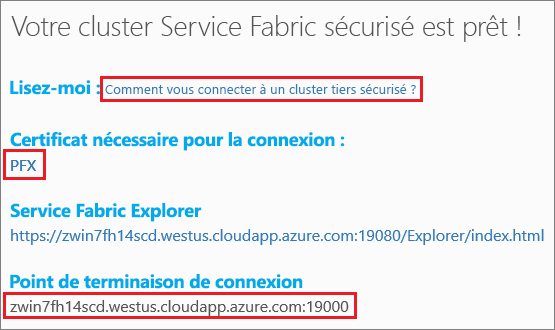 Votre cluster Service Fabric sécurisé est prêt !
Lisez-moi : Comment vous connecter à un cluster tiers sécurisé ?
Certificat nécessaire pour la connexion :
PFX
Service Fabric Explorer
https://zwin7fh14scd.westus.cloudapp.azure.com:19080/Explorer/index.html
Point de terminaison de connexion
zwin7fh14scd.westus.cloudapp.azure.com:19000